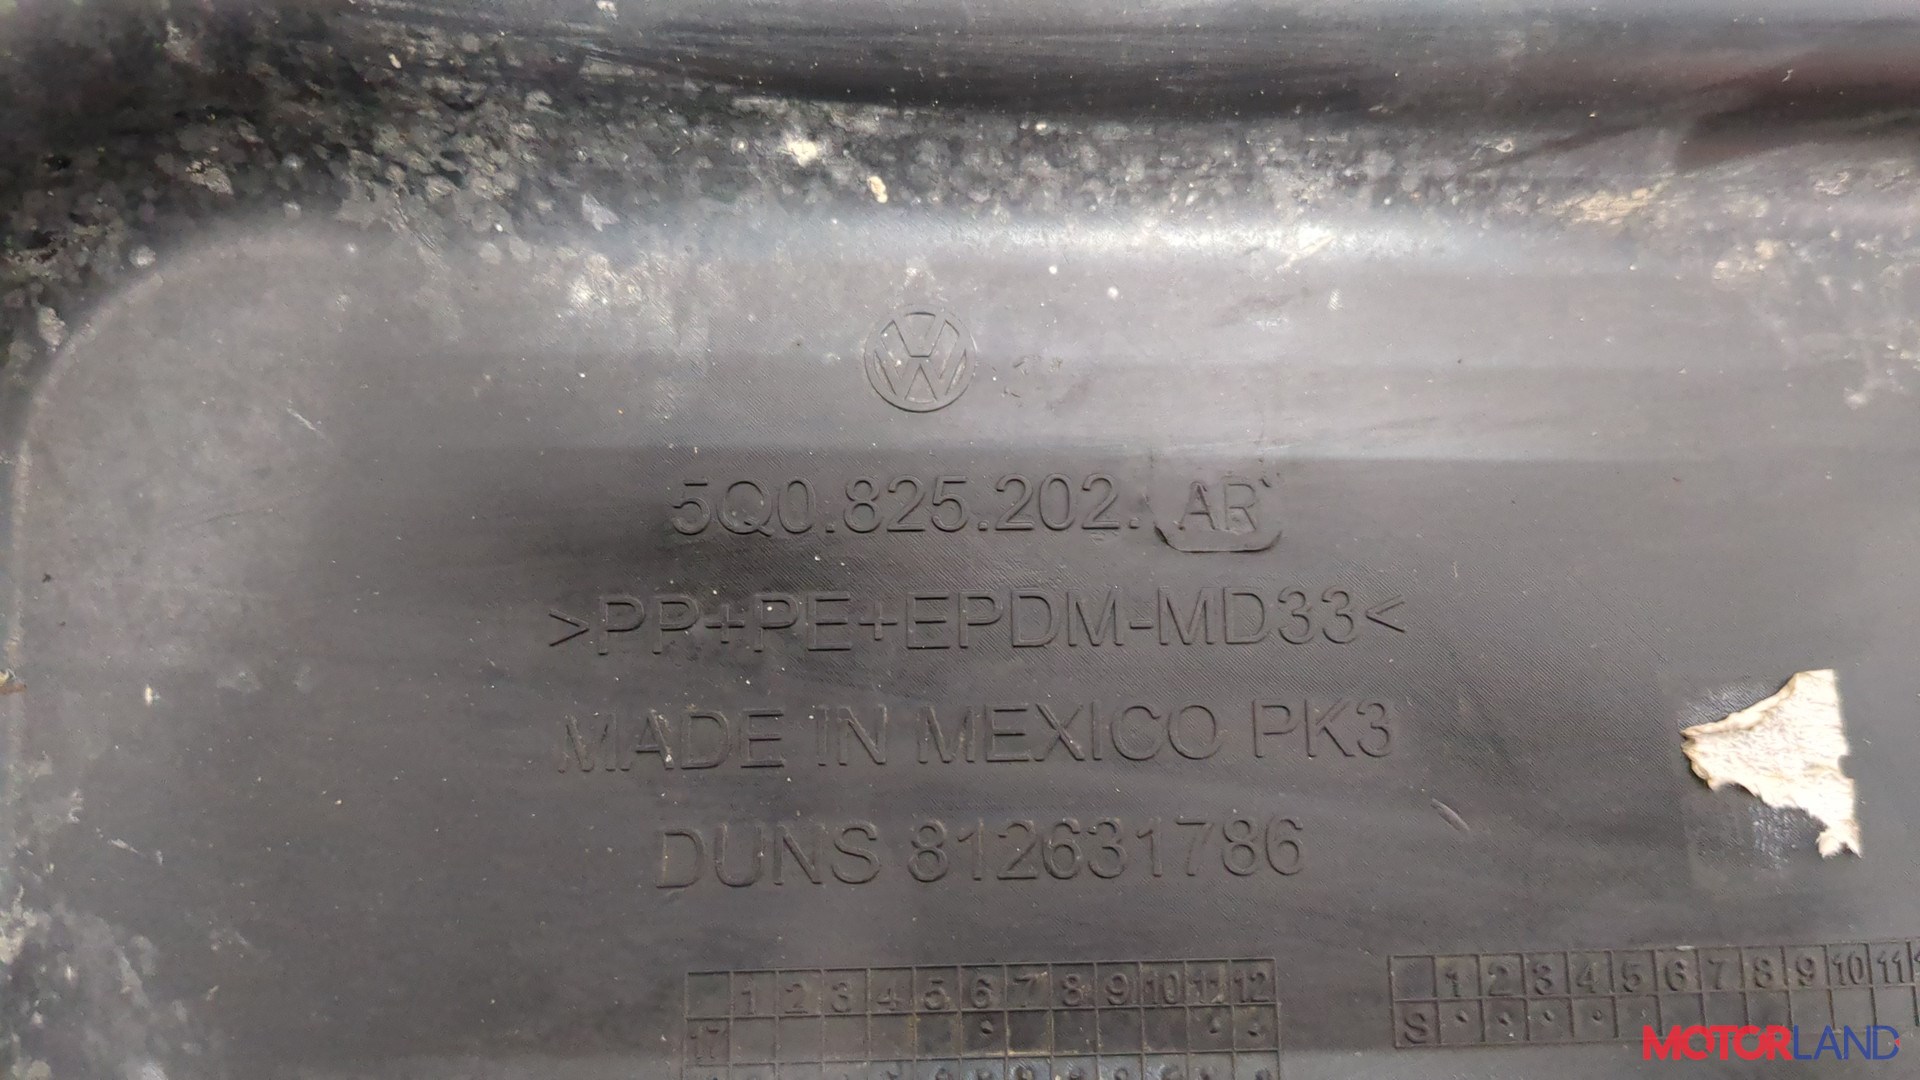 VW
5Q0.825.202.AR
>PP+PE+EPDM-MD33<
MADE IN MEXICO PK3
DUNS 812631786
1 2 3 4 5 6 7 8 9 10 11 12
17
1 2 3 4 5 6 7 8 9 10 11
S
MOTORLAND